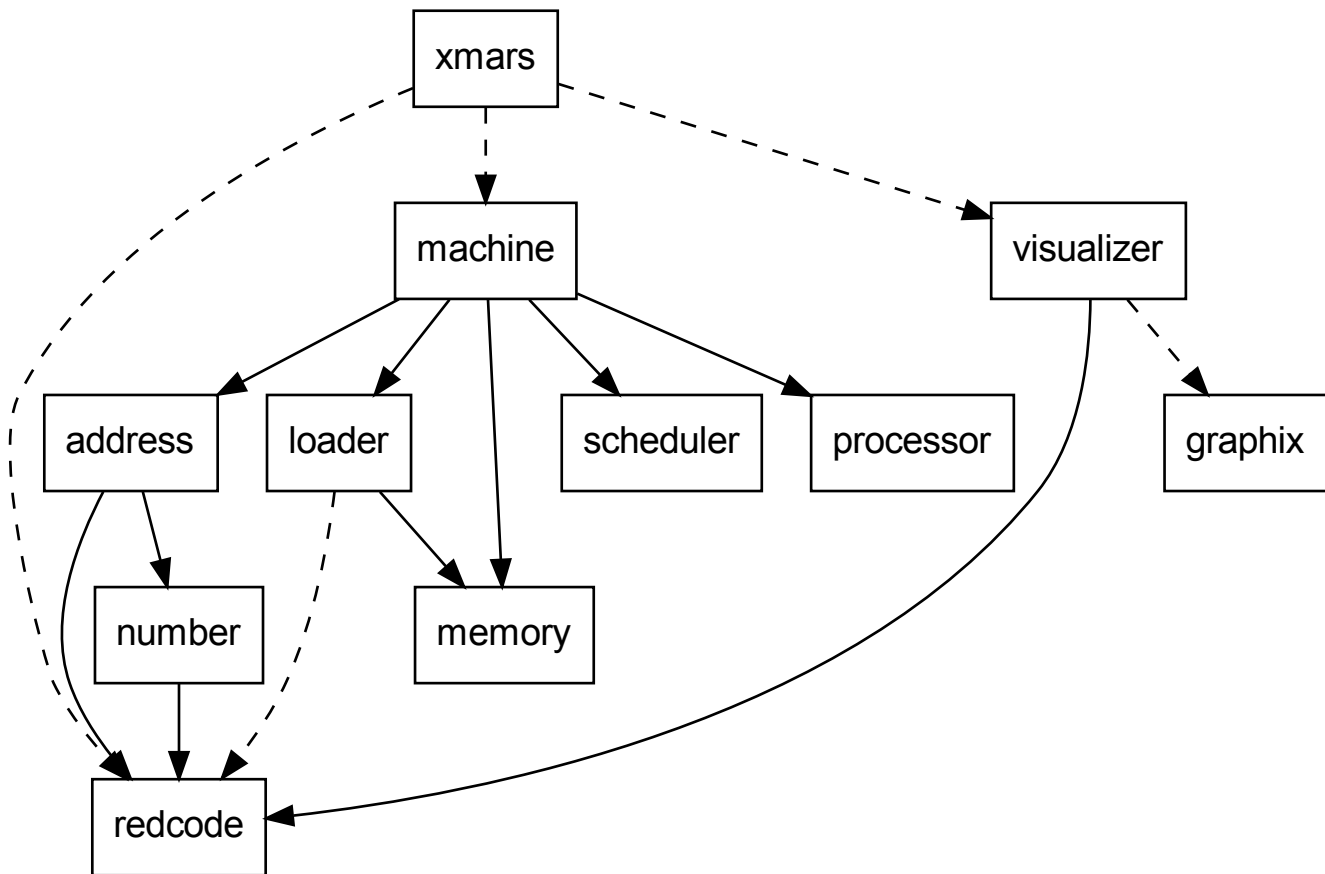 xmars
machine
visualizer
address
loader
scheduler
processor
graphix
number
memory
redcode